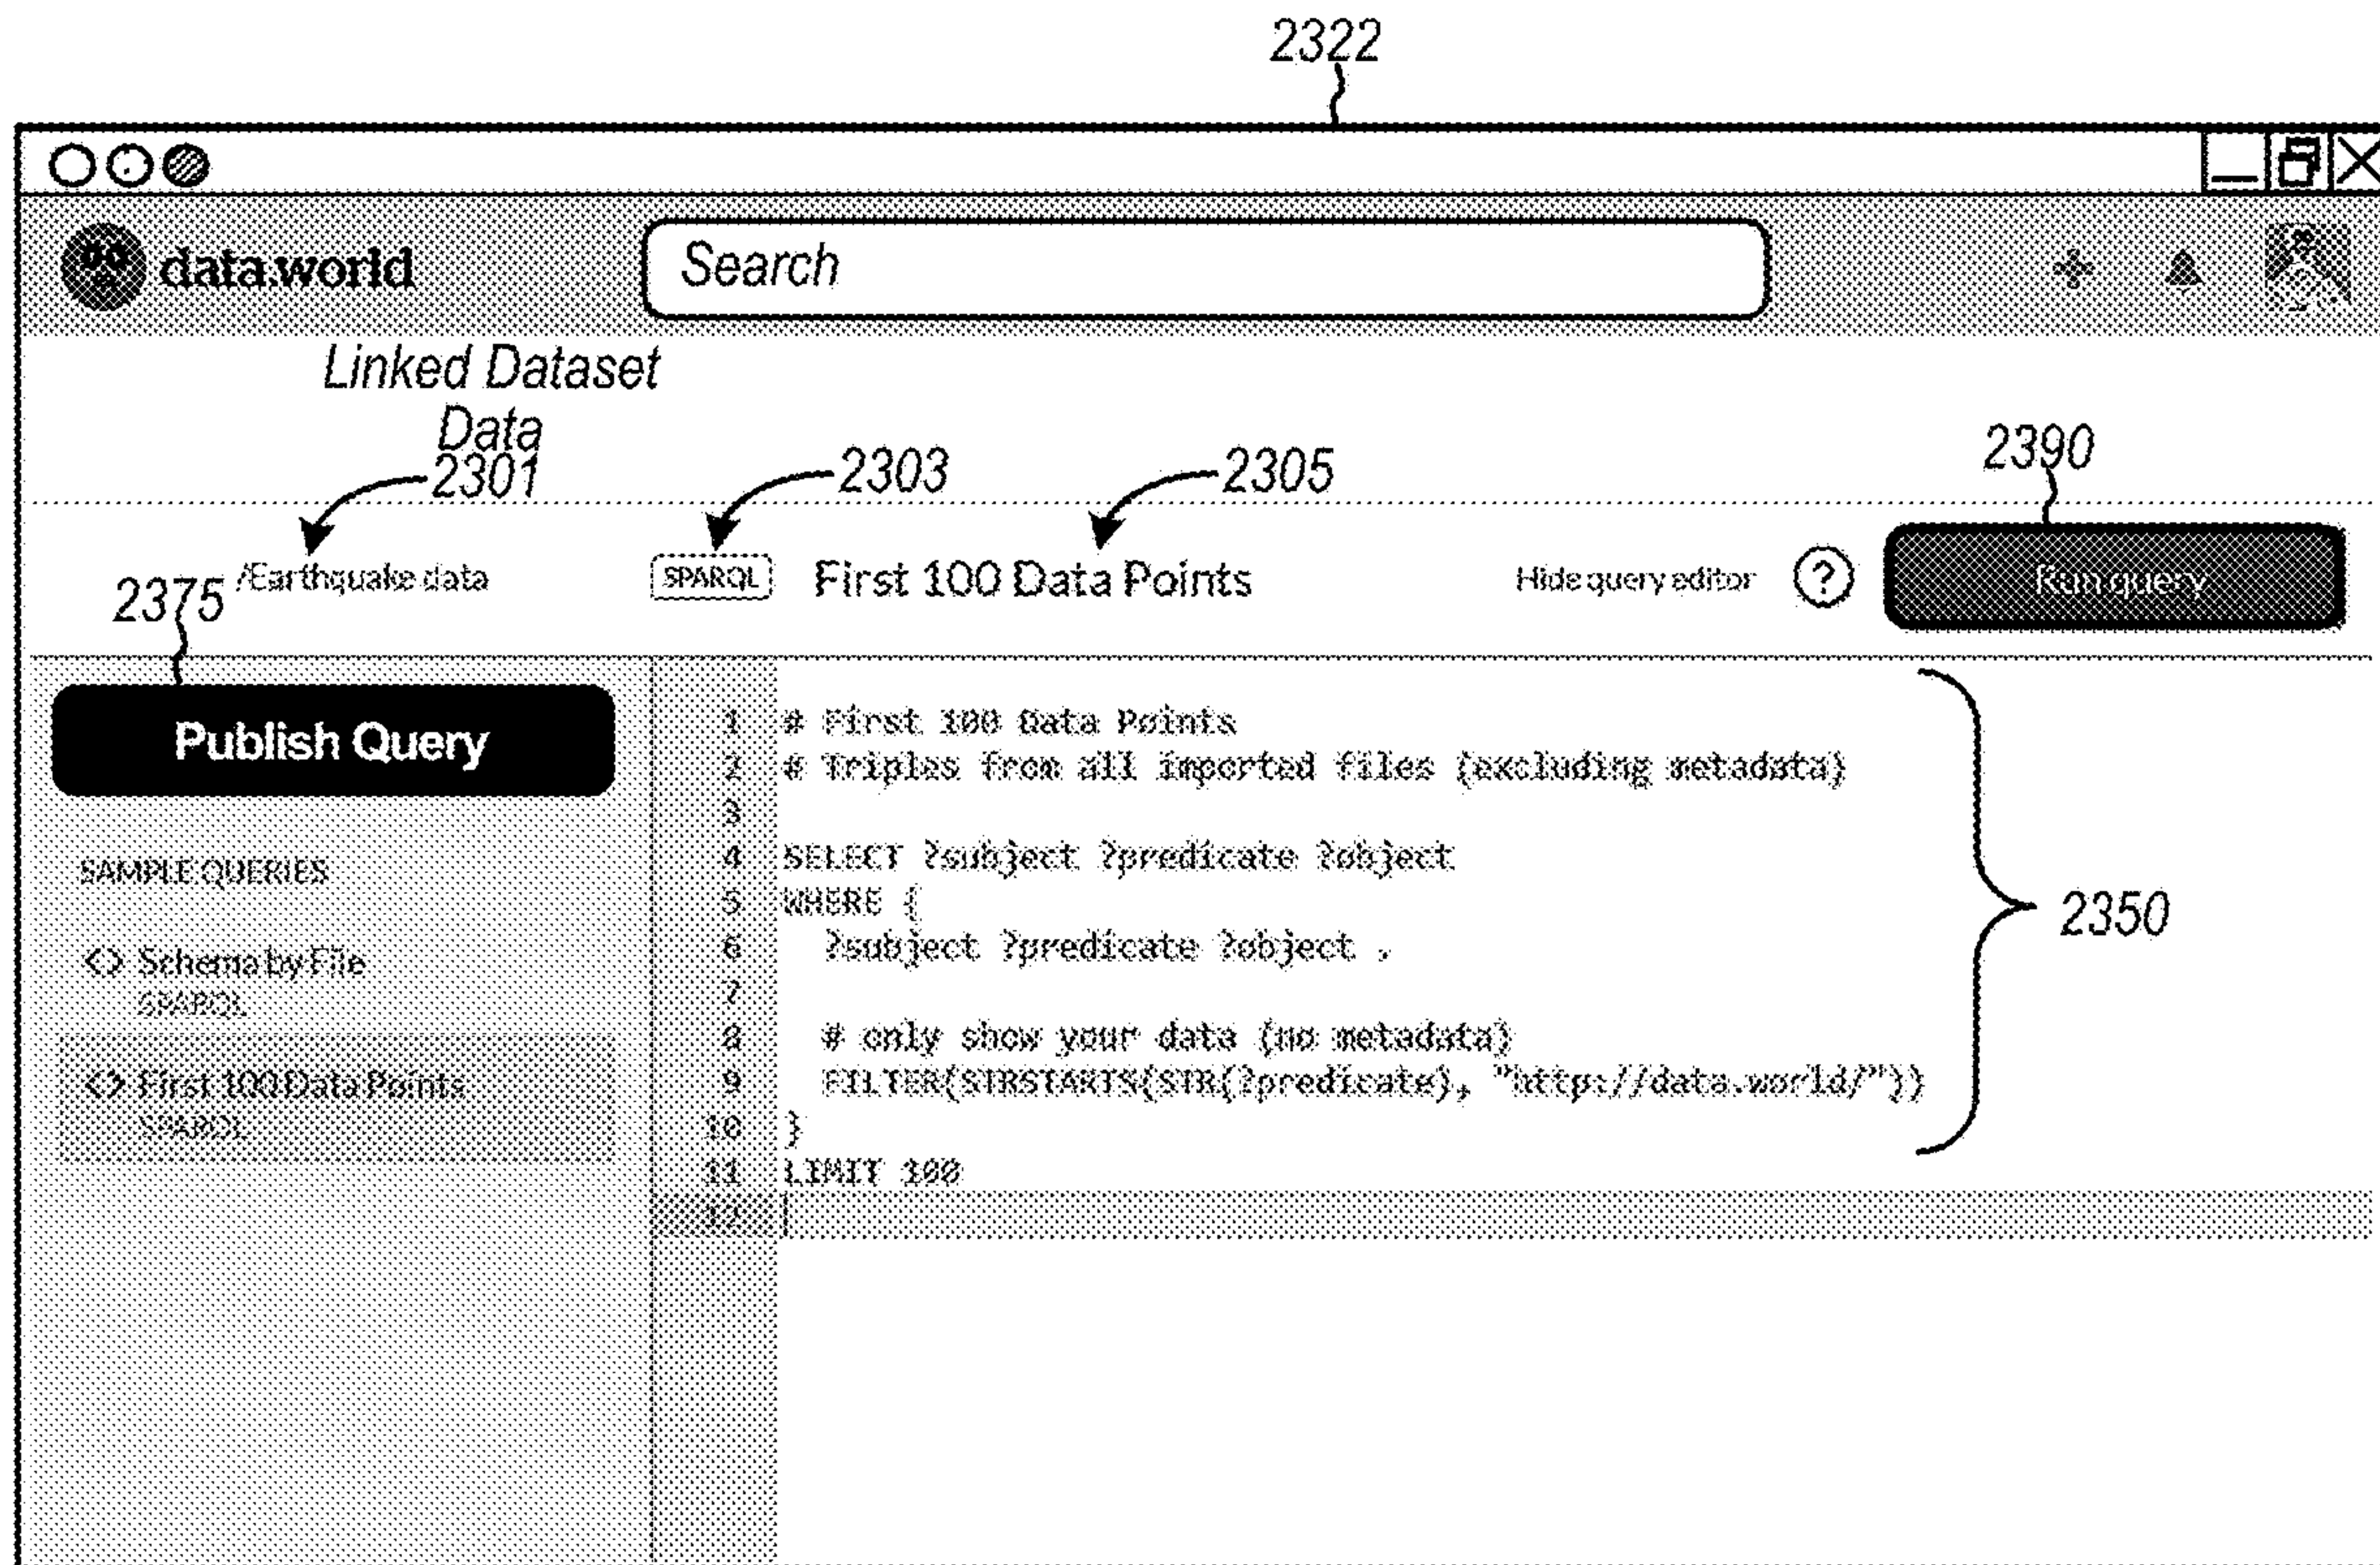 2322
data.world
Search
Linked Dataset
Data
2301
2303
2305
2390
2375
/Earthquake data
SPARQL
First 100 Data Points
Hide query editor
?
Run query
Publish Query
SAMPLE QUERIES
<> Schema by File
SPARQL
<> First 100 Data Points
SPARQL
1 # First 100 Data Points
2 # Triples from all imported files (excluding metadata)
3
4 SELECT ?subject ?predicate ?object
5 WHERE {
6 ?subject ?predicate ?object .
7
8 # only show your data (no metadata)
9 FILTER(STRSTARTS(STR(?predicate), "http://data.world/"))
10 }
11 LIMIT 100
12
2350